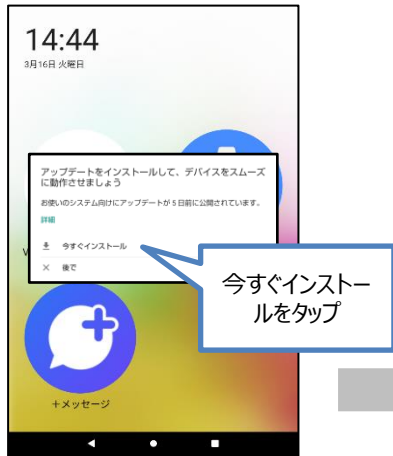 14:44
3月16日 火曜日
アップデートをインストールして、デバイスをスムーズ
に動作させましょう
お使いのシステム向けにアップデートが 5 日前に公開されています。
詳細
今すぐインストール
後で
V
今すぐインストー
ルをタップ
+メッセージ